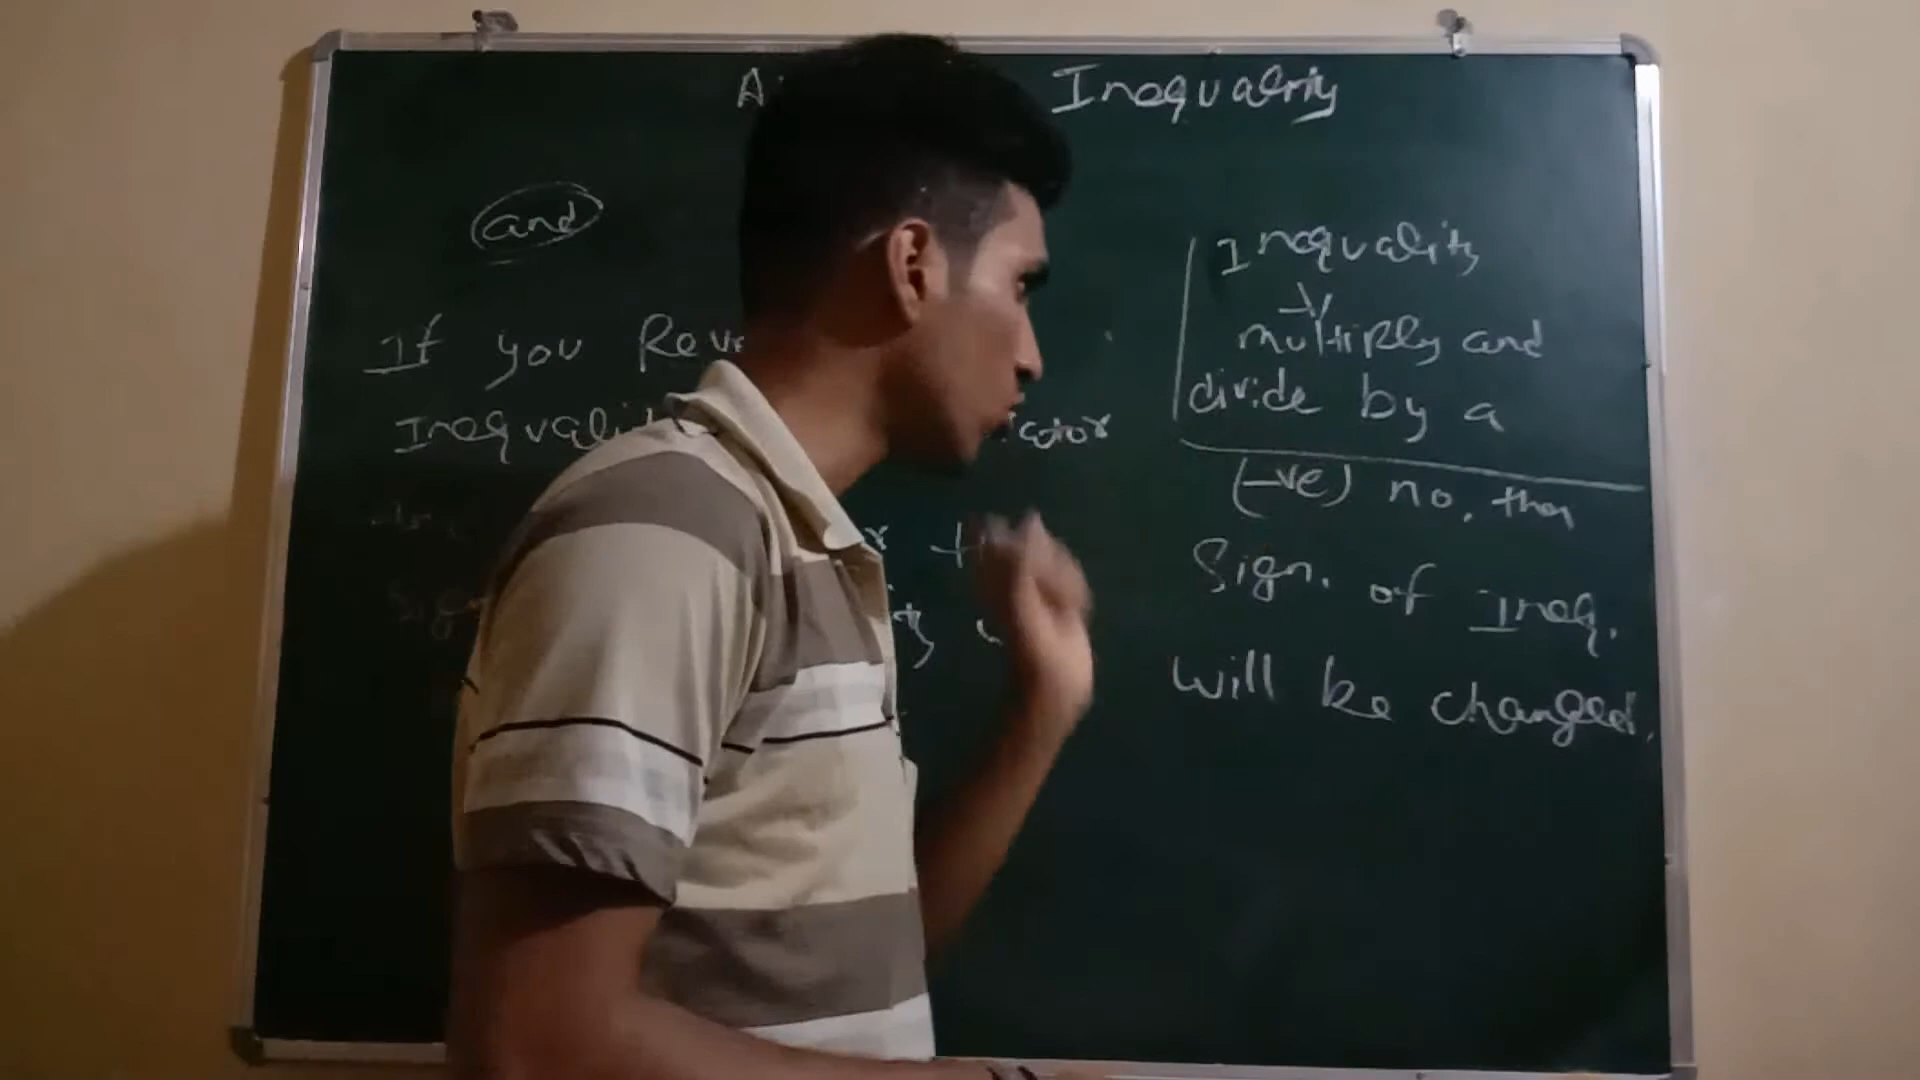 Inequality
and
If you Rev
Inequali
Sig
Inequality
multiply and
divide by a
(-ve) no. then
Sign. of Ineq.
will be changed.